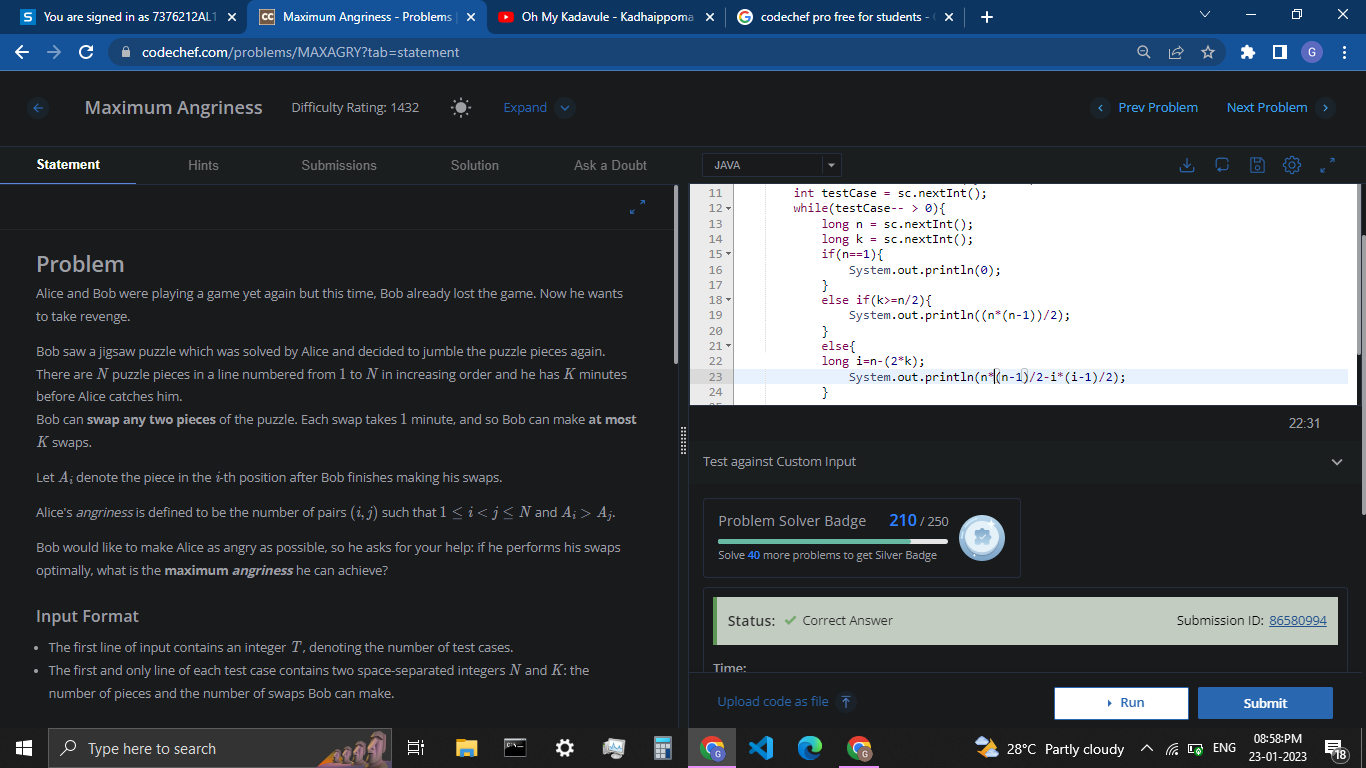 You are signed in as 7376212AL1
Maximum Angriness - Problems
Oh My Kadavule - Kadhaippoma
codechef pro free for students -
codechef.com/problems/MAXAGRY?tab=statement
G
Maximum Angriness
Difficulty Rating: 1432
Expand
Prev Problem
Next Problem
Statement
Hints
Submissions
Solution
Ask a Doubt
JAVA
Problem
Alice and Bob were playing a game yet again but this time, Bob already lost the game. Now he wants
to take revenge.
Bob saw a jigsaw puzzle which was solved by Alice and decided to jumble the puzzle pieces again.
There are N puzzle pieces in a line numbered from 1 to N in increasing order and he has K minutes
before Alice catches him.
Bob can swap any two pieces of the puzzle. Each swap takes 1 minute, and so Bob can make at most
K swaps.
Let Ai denote the piece in the i-th position after Bob finishes making his swaps.
Alice's angriness is defined to be the number of pairs (i, j) such that 1 ≤ i < j ≤ N and Ai > Aj.
Bob would like to make Alice as angry as possible, so he asks for your help: if he performs his swaps
optimally, what is the maximum angriness he can achieve?
Input Format
• The first line of input contains an integer T, denoting the number of test cases.
• The first and only line of each test case contains two space-separated integers N and K: the
number of pieces and the number of swaps Bob can make.
11 int testCase = sc.nextInt();
12 while(testCase-- > 0){
13 long n = sc.nextInt();
14 long k = sc.nextInt();
15 if(n==1){
16 System.out.println(0);
17 }
18 else if(k>=n/2){
19 System.out.println((n*(n-1))/2);
20 }
21 else{
22 long i=n-(2*k);
23 System.out.println(n*(n-1)/2-i*(i-1)/2);
24 }
22:31
Test against Custom Input
Problem Solver Badge 210 / 250
Solve 40 more problems to get Silver Badge
Status: ✓ Correct Answer
Submission ID: 86580994
Time:
Upload code as file
Run
Submit
Type here to search
28°C Partly cloudy
ENG
08:58 PM
23-01-2023
18